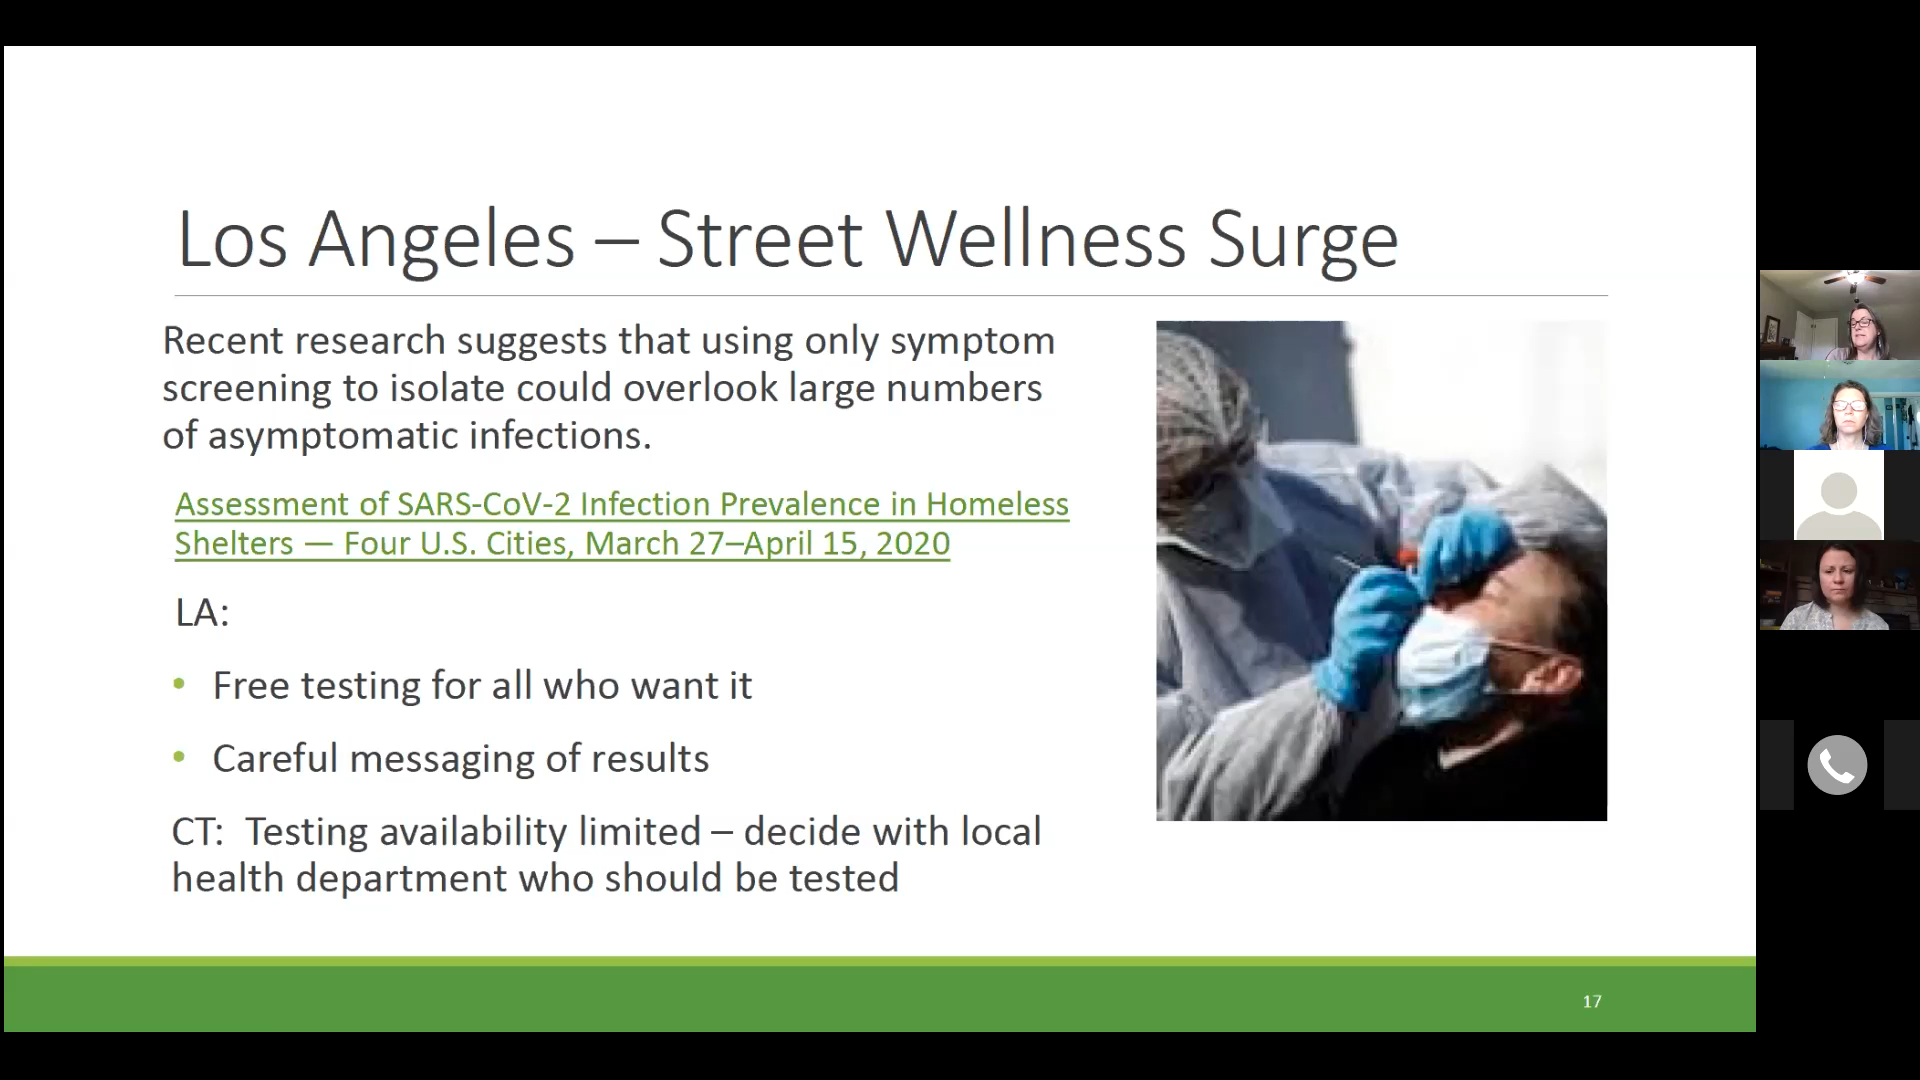 Los Angeles – Street Wellness Surge
Recent research suggests that using only symptom
screening to isolate could overlook large numbers
of asymptomatic infections.
Assessment of SARS-CoV-2 Infection Prevalence in Homeless
Shelters — Four U.S. Cities, March 27–April 15, 2020
LA:
• Free testing for all who want it
• Careful messaging of results
CT:  Testing availability limited – decide with local
health department who should be tested
17